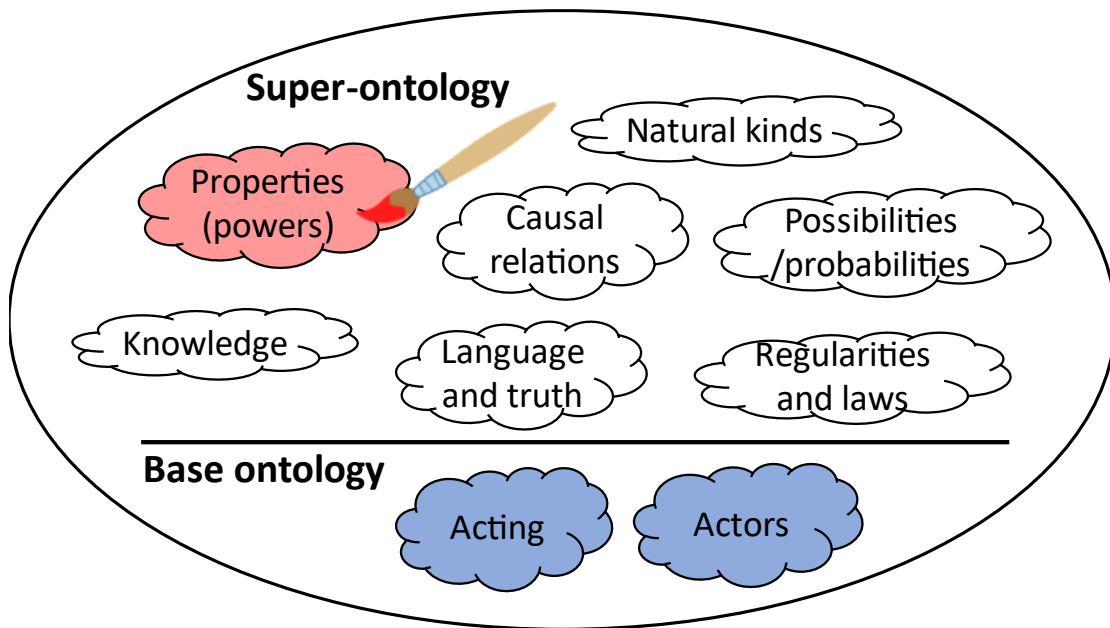 Super-ontology
Natural kinds
Properties
(powers)
Causal
relations
Possibilities
/probabilities
Knowledge
Language
and truth
Regularities
and laws
Base ontology
Acting
Actors